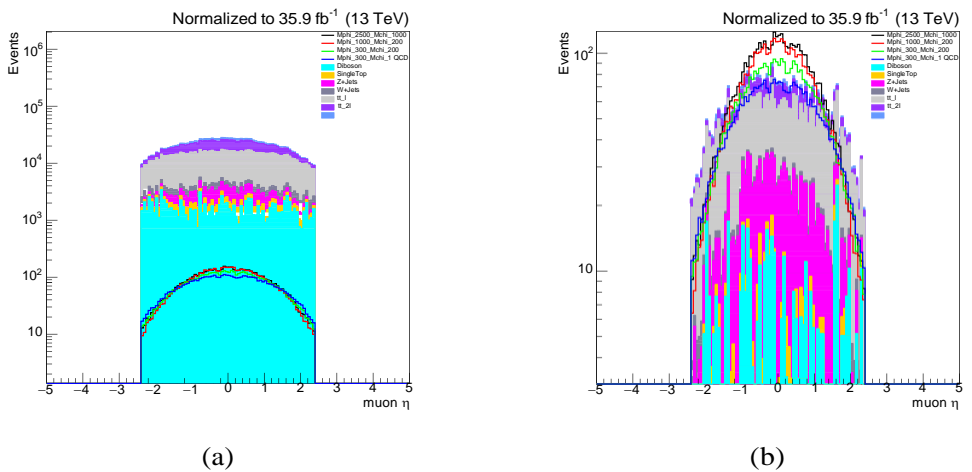 Normalized to 35.9 fb⁻¹ (13 TeV)
Events
10⁶
10⁵
10⁴
10³
10²
10
Mphi_2500_Mchi_1000
Mphi_1000_Mchi_200
Mphi_300_Mchi_200
Mphi_300_Mchi_1 QCD
Diboson
SingleTop
Z+Jets
W+Jets
tt_l
tt_2l
−5 −4 −3 −2 −1 0 1 2 3 4 5
muon η
(a)
Normalized to 35.9 fb⁻¹ (13 TeV)
Events
10²
10
Mphi_2500_Mchi_1000
Mphi_1000_Mchi_200
Mphi_300_Mchi_200
Mphi_300_Mchi_1 QCD
Diboson
SingleTop
Z+Jets
W+Jets
tt_l
tt_2l
−5 −4 −3 −2 −1 0 1 2 3 4 5
muon η
(b)